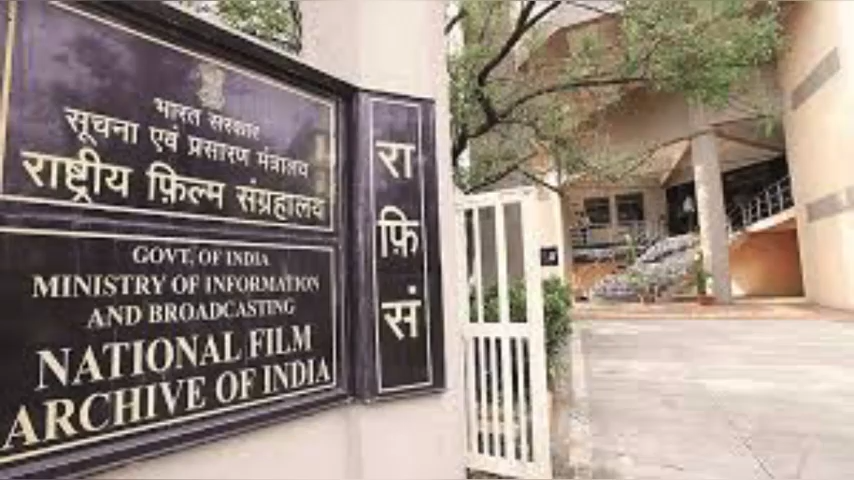 भारत सरकार
सूचना एवं प्रसारण मंत्रालय
राष्ट्रीय फ़िल्म संग्रहालय
GOVT. OF INDIA
MINISTRY OF INFORMATION
AND BROADCASTING
NATIONAL FILM
ARCHIVE OF INDIA
रा
फ़ि
सं